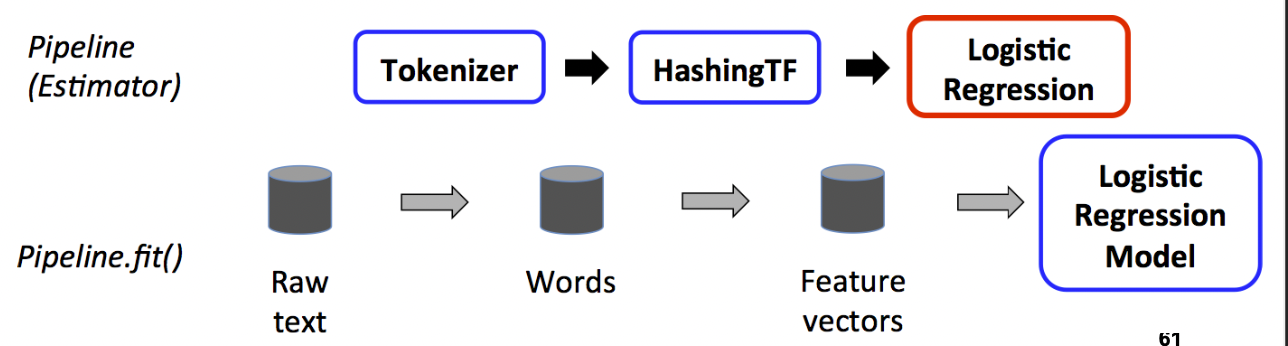 Pipeline
(Estimator)
Tokenizer
HashingTF
Logistic
Regression
Pipeline.fit()
Raw
text
Words
Feature
vectors
Logistic
Regression
Model
61